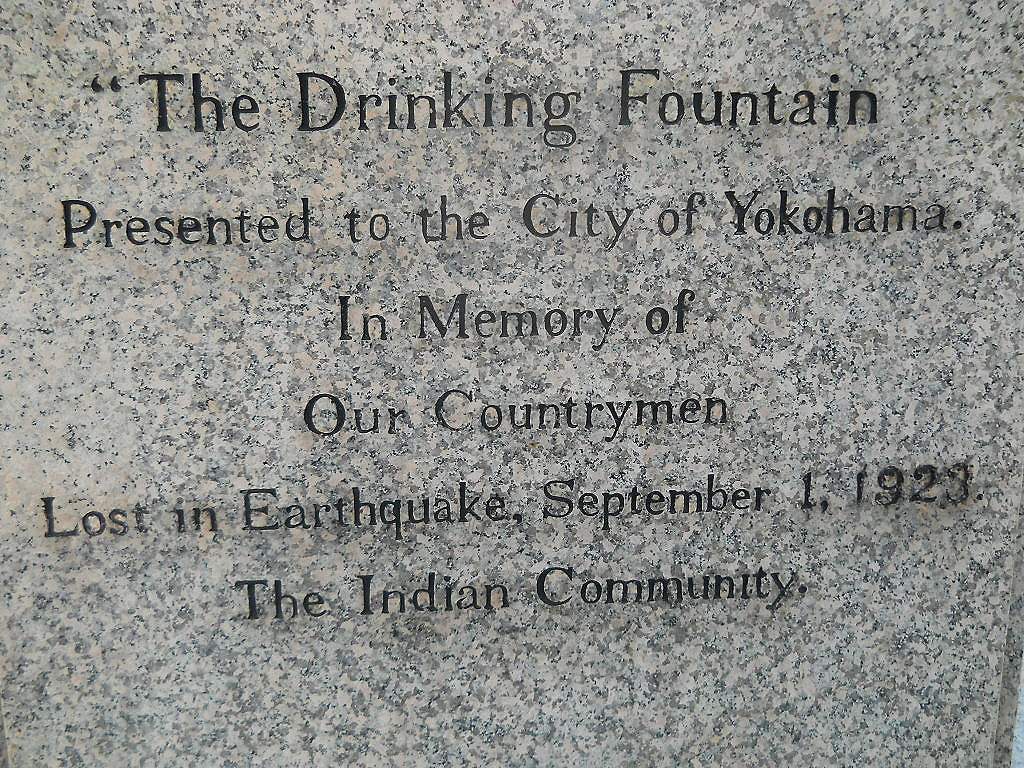 “The Drinking Fountain
Presented to the City of Yokohama.
In Memory of
Our Countrymen
Lost in Earthquake, September 1, 1923.
The Indian Community.